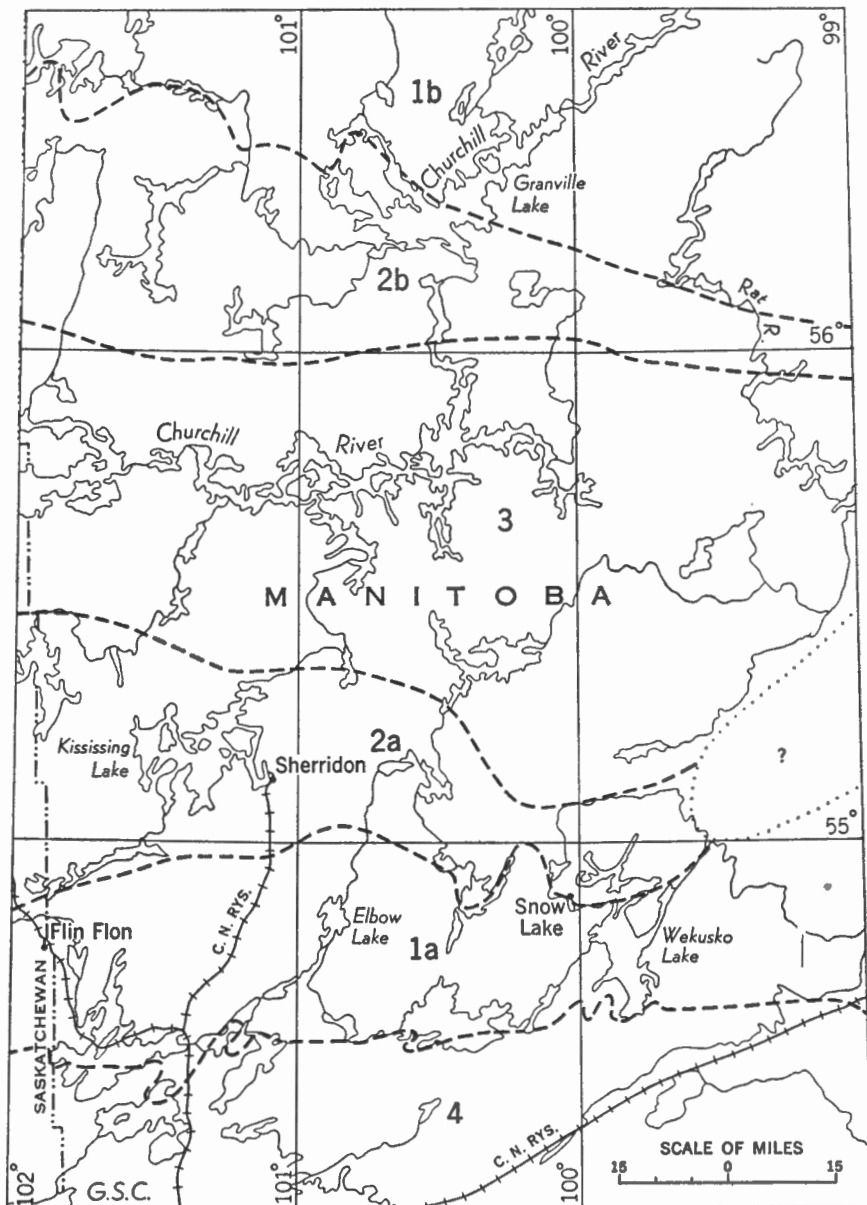 101°
100°
99°
1b
River
Churchill
Granville
Lake
2b
Rat
R.
56°
Churchill
River
3
MANITOBA
Kississing
Lake
2a
Sherridon
?
55°
C. N. RYS.
Snow
Lake
Elbow
Lake
Flin Flon
1a
Wekusko
Lake
SASKATCHEWAN
4
C. N. RYS.
SCALE OF MILES
15 0 15
102°
G.S.C.
101°
100°